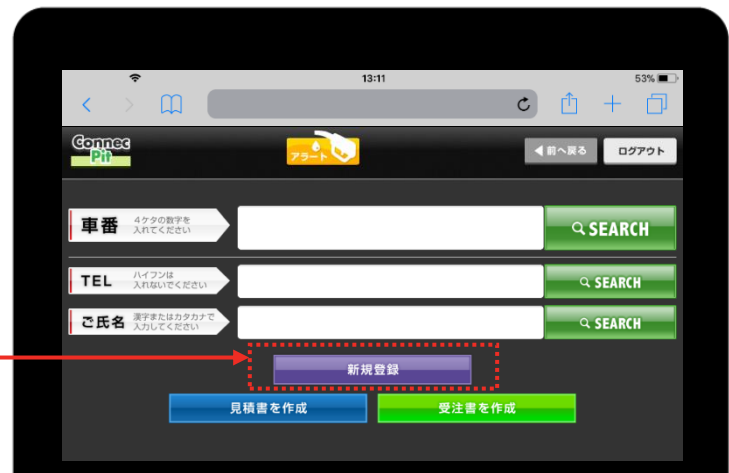 13:11
53%
Connec
Pit
アラート
◀前へ戻る
ログアウト
車番 4ケタの数字を
入れてください
SEARCH
TEL ハイフンは
入れないでください
SEARCH
ご氏名 漢字またはカタカナで
入力してください
SEARCH
新規登録
見積書を作成
受注書を作成